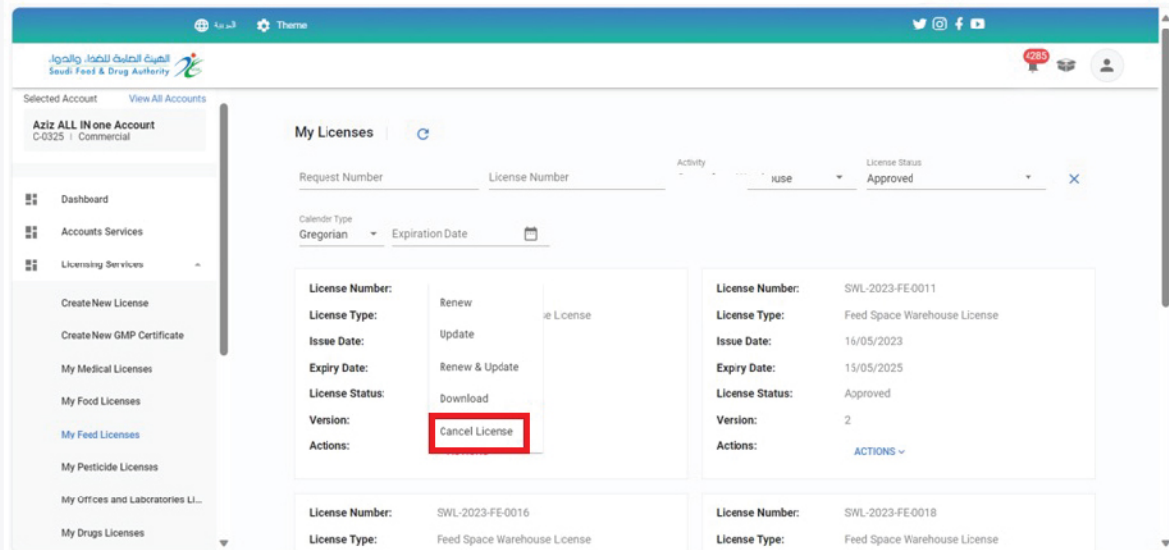 العربية Theme
الهيئة العامة للغذاء والدواء
Saudi Food & Drug Authority
4285
Selected Account View All Accounts
Aziz ALL IN one Account
C-0325 | Commercial
Dashboard
Accounts Services
Licensing Services
Create New License
Create New GMP Certificate
My Medical Licenses
My Food Licenses
My Feed Licenses
My Pesticide Licenses
My Offices and Laboratories Li...
My Drugs Licenses
My Licenses
Request Number
License Number
Activity
License Status
Approved
Calender Type
Gregorian
Expiration Date
License Number:
License Type: se License
Issue Date:
Expiry Date:
License Status:
Version:
Actions:
Renew
Update
Renew & Update
Download
Cancel License
License Number: SWL-2023-FE-0011
License Type: Feed Space Warehouse License
Issue Date: 16/05/2023
Expiry Date: 15/05/2025
License Status: Approved
Version: 2
Actions: ACTIONS
License Number: SWL-2023-FE-0016
License Type: Feed Space Warehouse License
License Number: SWL-2023-FE-0018
License Type: Feed Space Warehouse License